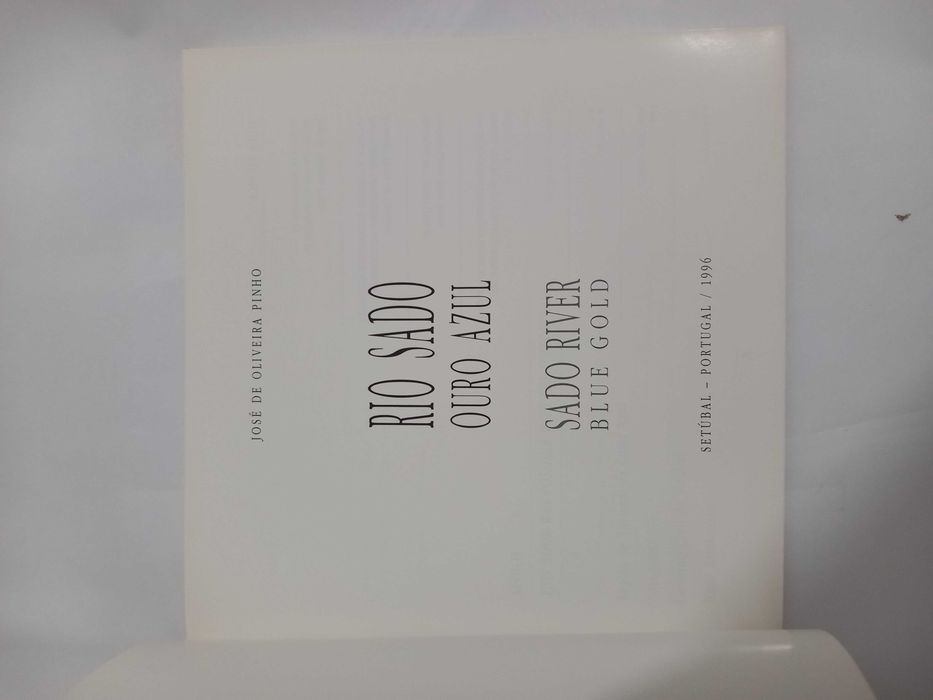 JOSÉ DE OLIVEIRA PINHO
RIO SADO
OURO AZUL
SADO RIVER
BLUE GOLD
SETÚBAL – PORTUGAL / 1996